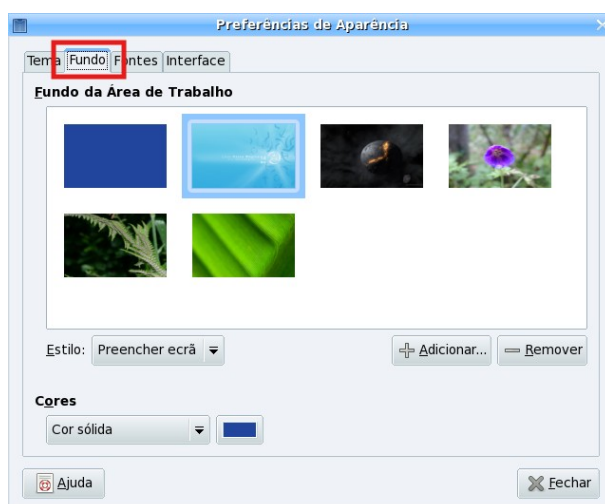 Preferências de Aparência
Tema Fundo Fontes Interface
Fundo da Área de Trabalho
Estilo: Preencher ecrã Adicionar... Remover
Cores
Cor sólida
Ajuda Fechar